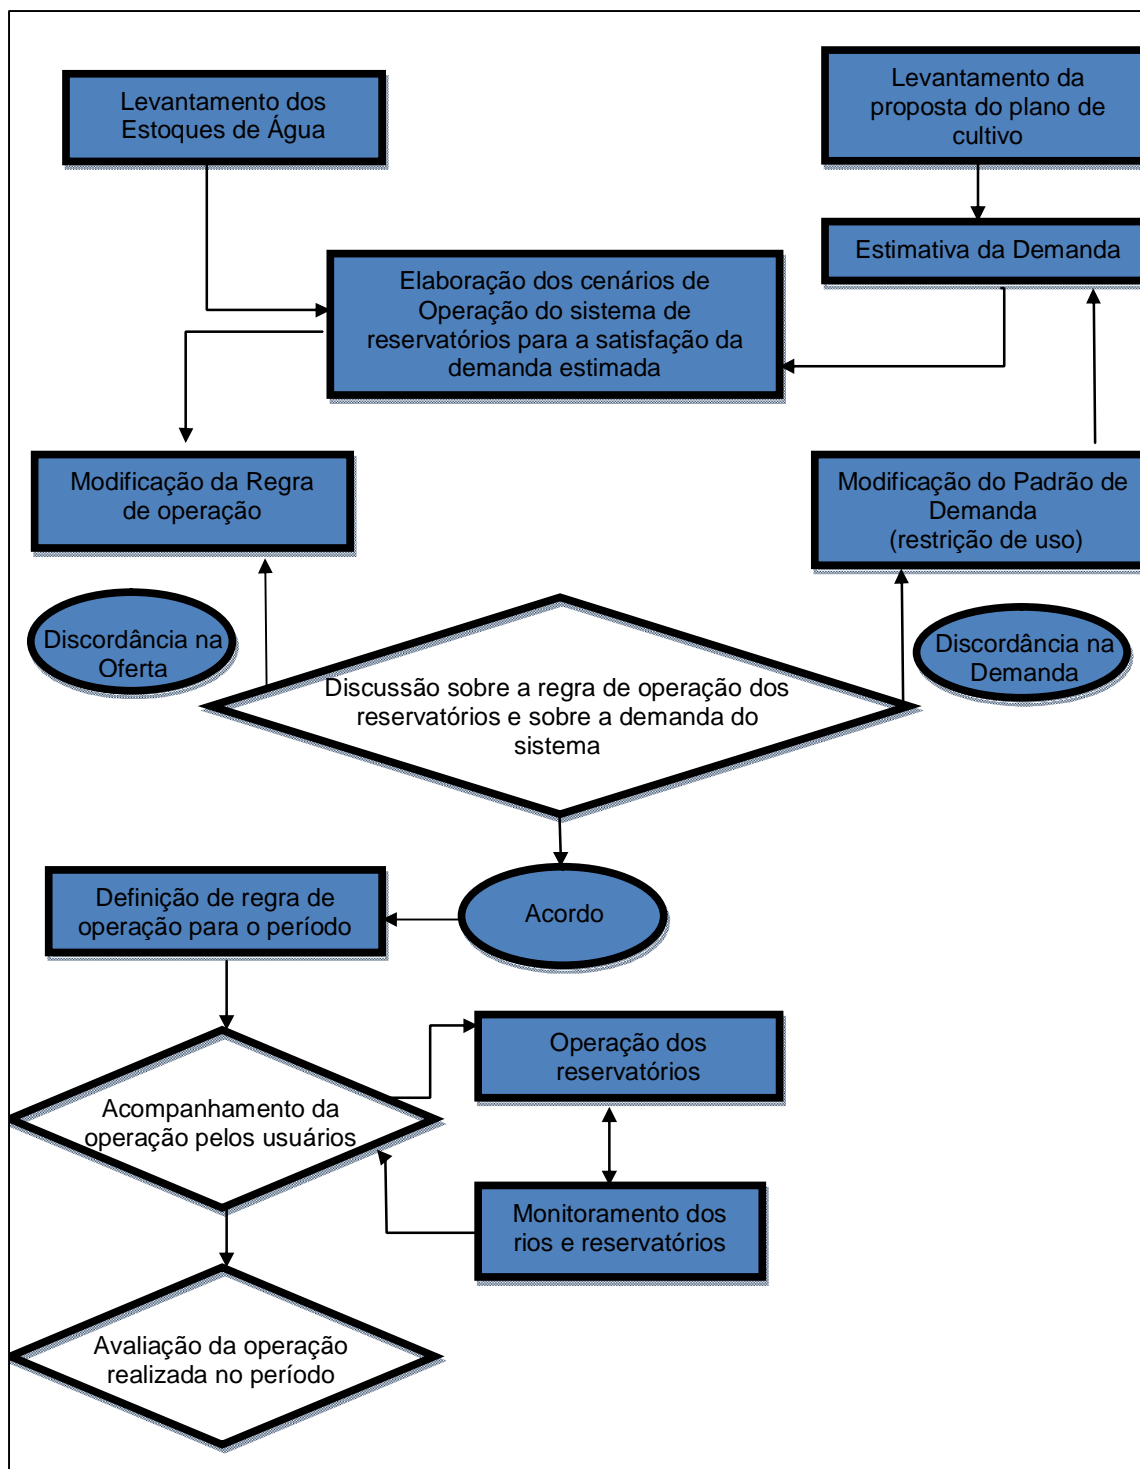 Levantamento dos
Estoques de Água
Levantamento da
proposta do plano de
cultivo
Estimativa da Demanda
Elaboração dos cenários de
Operação do sistema de
reservatórios para a satisfação da
demanda estimada
Modificação da Regra
de operação
Modificação do Padrão de
Demanda
(restrição de uso)
Discordância na
Oferta
Discordância na
Demanda
Discussão sobre a regra de operação dos
reservatórios e sobre a demanda do
sistema
Acordo
Definição de regra de
operação para o período
Operação dos
reservatórios
Acompanhamento da
operação pelos usuários
Monitoramento dos
rios e reservatórios
Avaliação da operação
realizada no período